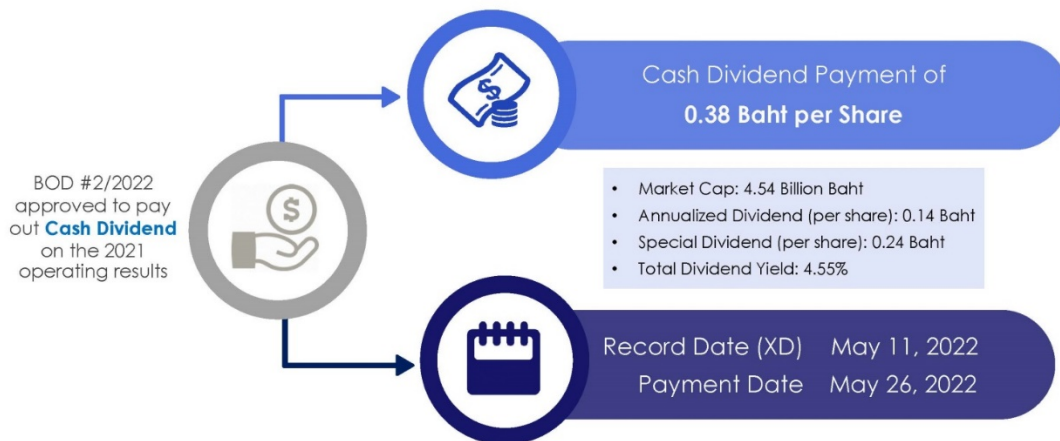 BOD #2/2022
approved to pay
out Cash Dividend
on the 2021
operating results
$
$
Cash Dividend Payment of
0.38 Baht per Share
• Market Cap: 4.54 Billion Baht
• Annualized Dividend (per share): 0.14 Baht
• Special Dividend (per share): 0.24 Baht
• Total Dividend Yield: 4.55%
Record Date (XD) May 11, 2022
Payment Date May 26, 2022